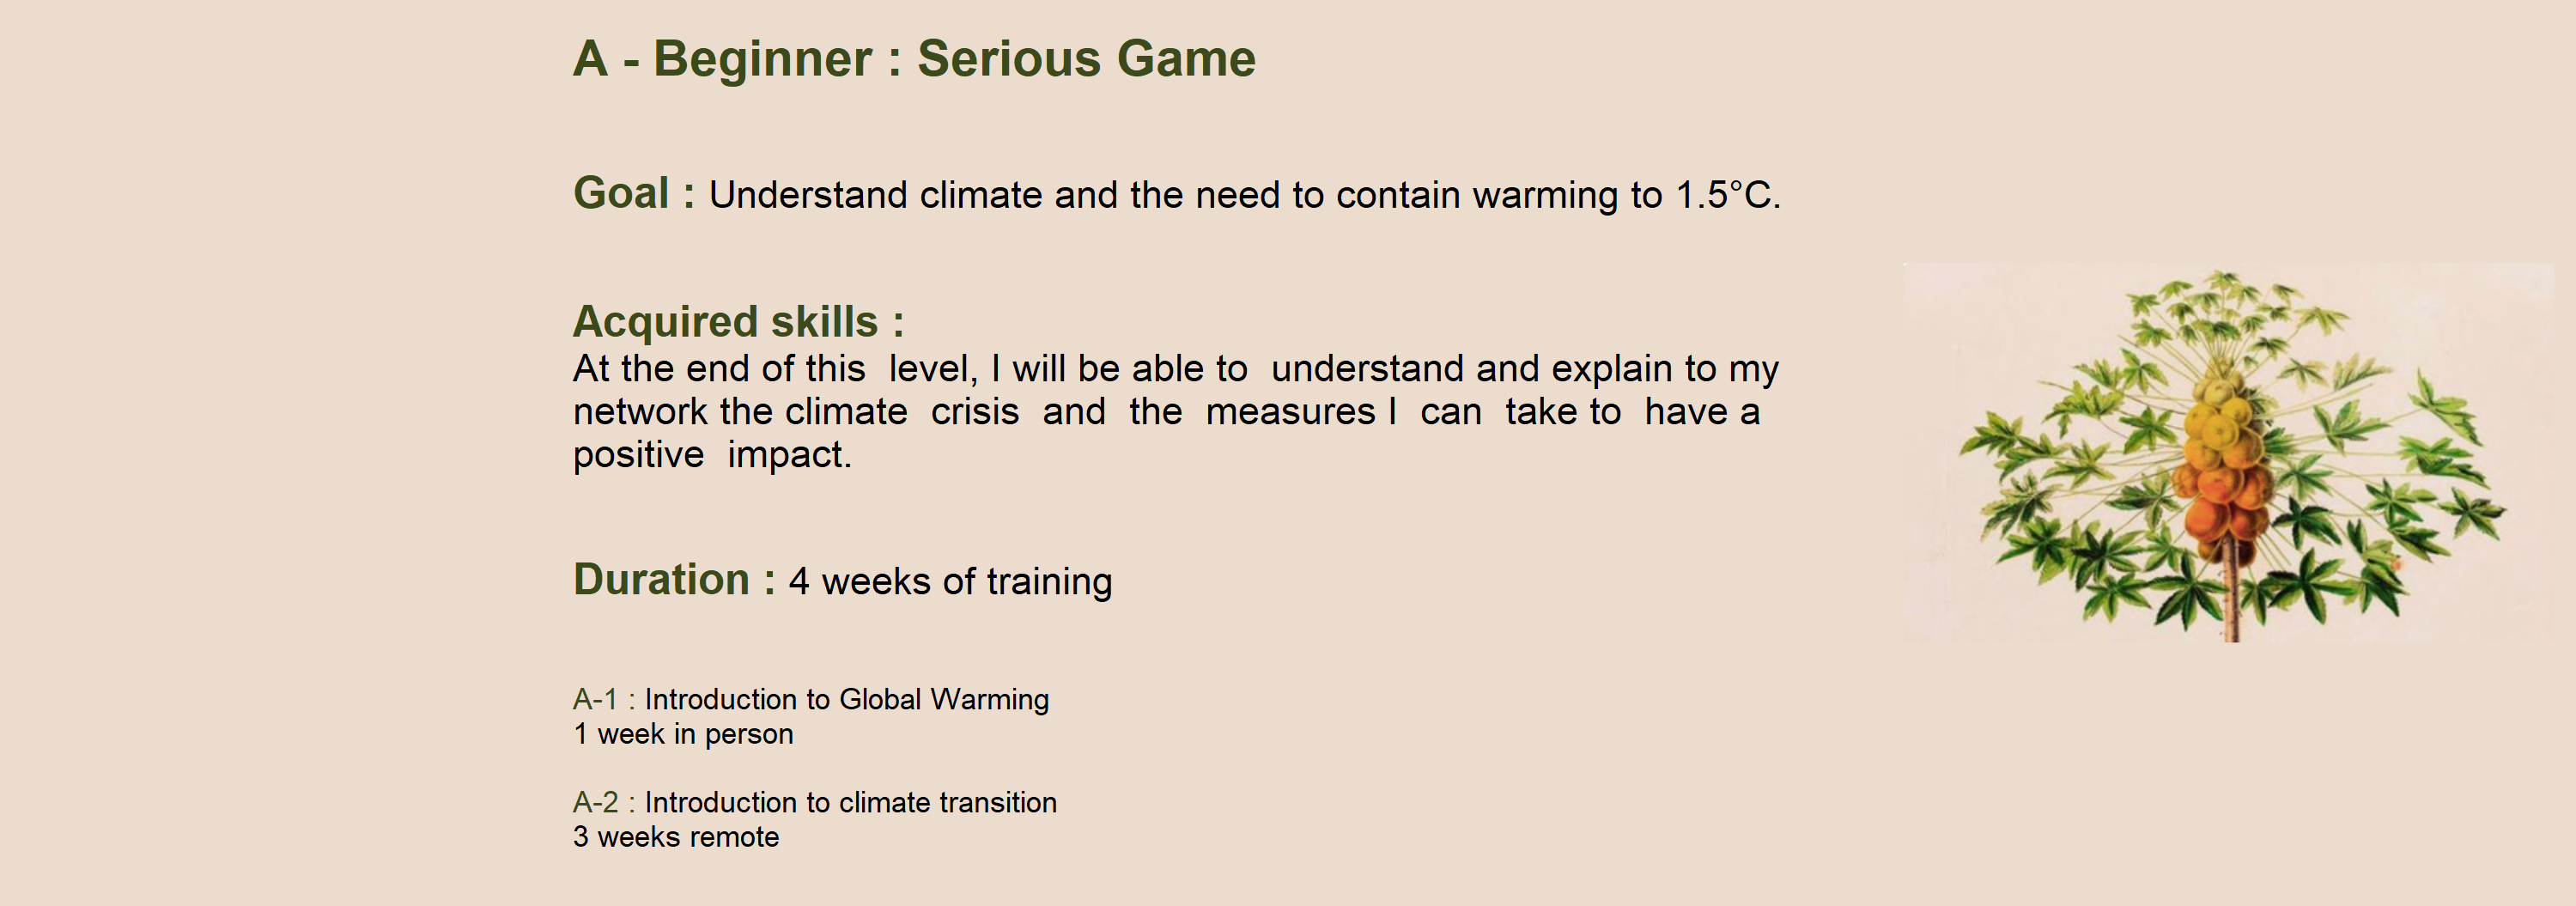 A - Beginner : Serious Game
Goal : Understand climate and the need to contain warming to 1.5°C.
Acquired skills :
At the end of this  level, I will be able to  understand and explain to my
network the climate  crisis  and  the  measures I  can  take to  have a
positive  impact.
Duration : 4 weeks of training
A-1 : Introduction to Global Warming
1 week in person
A-2 : Introduction to climate transition
3 weeks remote